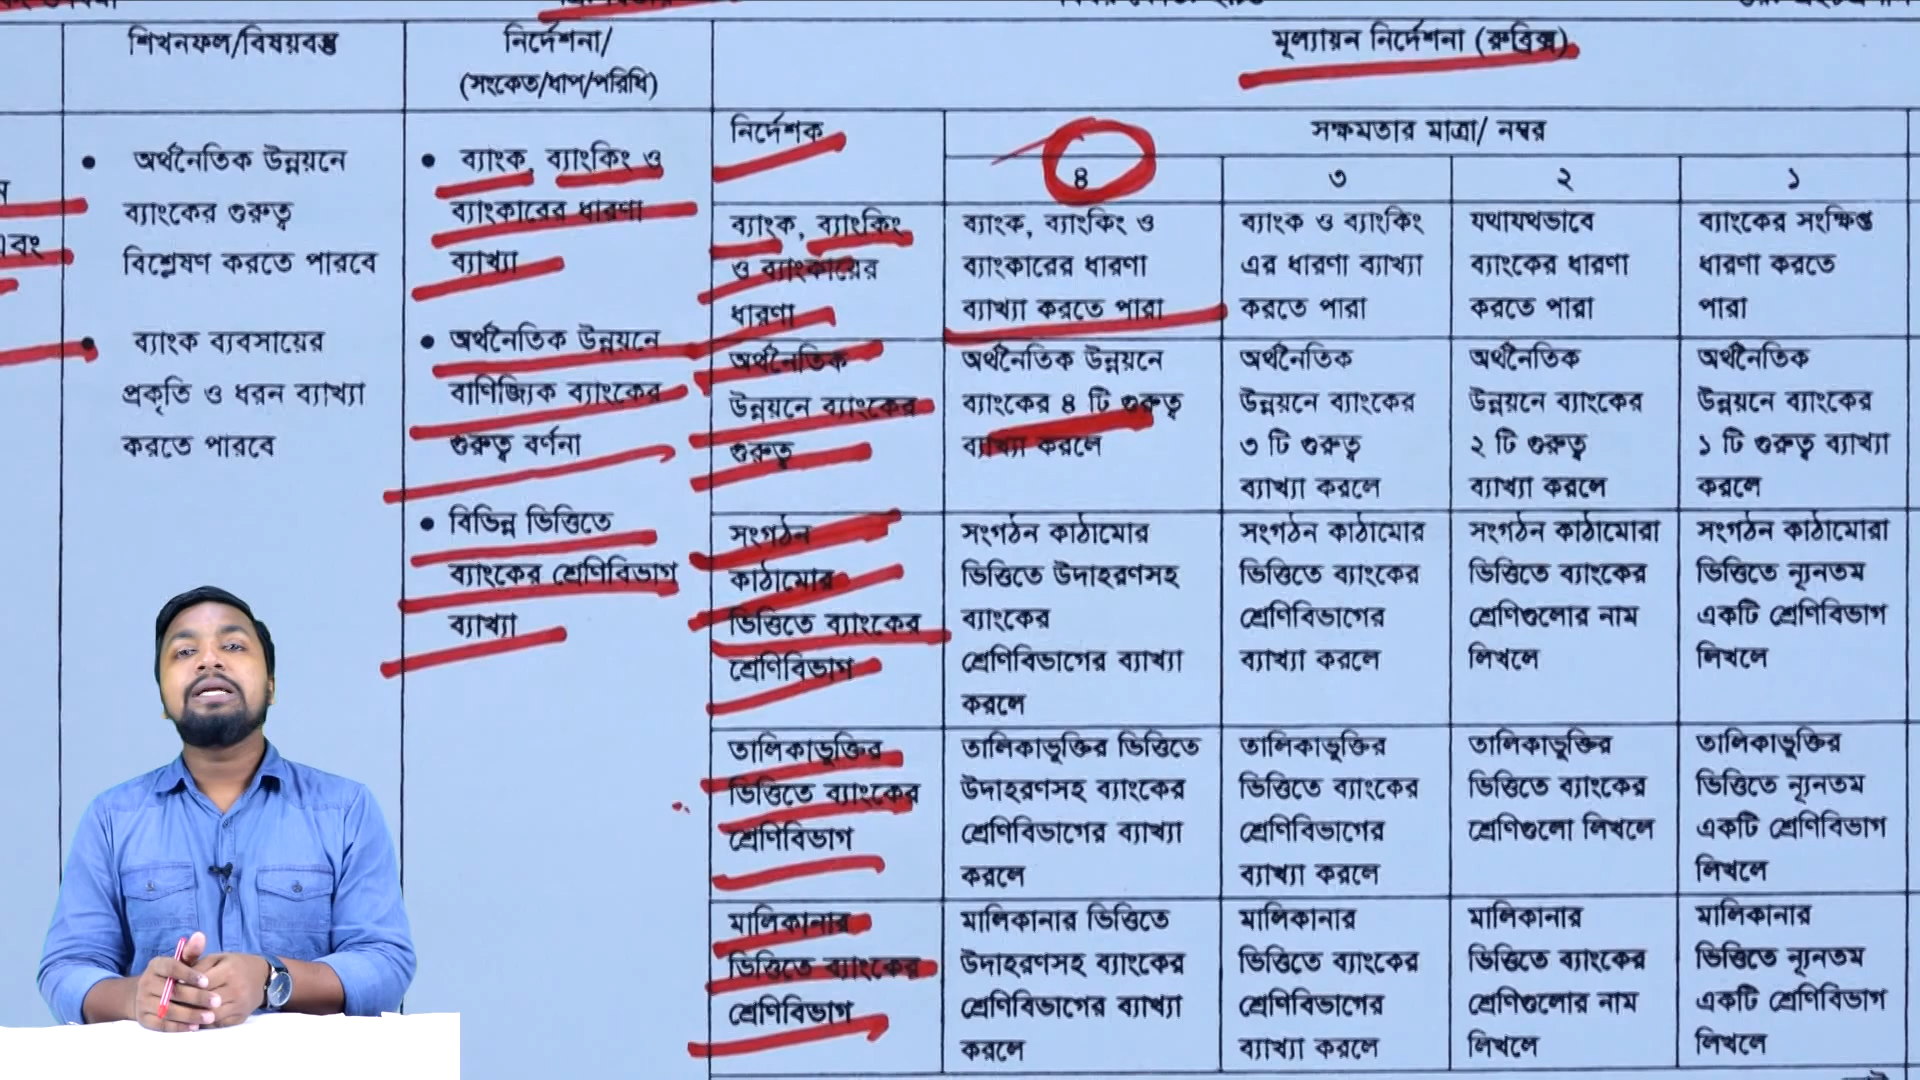 শিখনফল/বিষয়বস্তু
নির্দেশনা/
(সংকেত/ধাপ/পরিধি)
মূল্যায়ন নির্দেশনা (রুব্রিক্স)
নির্দেশক
সক্ষমতার মাত্রা/ নম্বর
৪
৩
২
১
এবং
• অর্থনৈতিক উন্নয়নে
ব্যাংকের গুরুত্ব
বিশ্লেষণ করতে পারবে
• ব্যাংক ব্যবসায়ের
প্রকৃতি ও ধরন ব্যাখ্যা
করতে পারবে
• ব্যাংক, ব্যাংকিং ও
ব্যাংকারের ধারণা
ব্যাখ্যা
• অর্থনৈতিক উন্নয়নে
বাণিজ্যিক ব্যাংকের
গুরুত্ব বর্ণনা
• বিভিন্ন ভিত্তিতে
ব্যাংকের শ্রেণিবিভাগ
ব্যাখ্যা
ব্যাংক, ব্যাংকিং
ও ব্যাংকারের
ধারণা
ব্যাংক, ব্যাংকিং ও
ব্যাংকারের ধারণা
ব্যাখ্যা করতে পারা
ব্যাংক ও ব্যাংকিং
এর ধারণা ব্যাখ্যা
করতে পারা
যথাযথভাবে
ব্যাংকের ধারণা
করতে পারা
ব্যাংকের সংক্ষিপ্ত
ধারণা করতে
পারা
অর্থনৈতিক
উন্নয়নে ব্যাংকের
গুরুত্ব
অর্থনৈতিক উন্নয়নে
ব্যাংকের ৪ টি গুরুত্ব
ব্যাখ্যা করলে
অর্থনৈতিক
উন্নয়নে ব্যাংকের
৩ টি গুরুত্ব
ব্যাখ্যা করলে
অর্থনৈতিক
উন্নয়নে ব্যাংকের
২ টি গুরুত্ব
ব্যাখ্যা করলে
অর্থনৈতিক
উন্নয়নে ব্যাংকের
১ টি গুরুত্ব ব্যাখ্যা
করলে
সংগঠন
কাঠামোর
ভিত্তিতে ব্যাংকের
শ্রেণিবিভাগ
সংগঠন কাঠামোর
ভিত্তিতে উদাহরণসহ
ব্যাংকের
শ্রেণিবিভাগের ব্যাখ্যা
করলে
সংগঠন কাঠামোর
ভিত্তিতে ব্যাংকের
শ্রেণিবিভাগের
ব্যাখ্যা করলে
সংগঠন কাঠামোরা
ভিত্তিতে ব্যাংকের
শ্রেণিগুলোর নাম
লিখলে
সংগঠন কাঠামোরা
ভিত্তিতে ন্যূনতম
একটি শ্রেণিবিভাগ
লিখলে
তালিকাভুক্তির
ভিত্তিতে ব্যাংকের
শ্রেণিবিভাগ
তালিকাভুক্তির ভিত্তিতে
উদাহরণসহ ব্যাংকের
শ্রেণিবিভাগের ব্যাখ্যা
করলে
তালিকাভুক্তির
ভিত্তিতে ব্যাংকের
শ্রেণিবিভাগের
ব্যাখ্যা করলে
তালিকাভুক্তির
ভিত্তিতে ব্যাংকের
শ্রেণিগুলো লিখলে
তালিকাভুক্তির
ভিত্তিতে ন্যূনতম
একটি শ্রেণিবিভাগ
লিখলে
মালিকানার
ভিত্তিতে ব্যাংকের
শ্রেণিবিভাগ
মালিকানার ভিত্তিতে
উদাহরণসহ ব্যাংকের
শ্রেণিবিভাগের ব্যাখ্যা
করলে
মালিকানার
ভিত্তিতে ব্যাংকের
শ্রেণিবিভাগের
ব্যাখ্যা করলে
মালিকানার
ভিত্তিতে ব্যাংকের
শ্রেণিগুলোর নাম
লিখলে
মালিকানার
ভিত্তিতে ন্যূনতম
একটি শ্রেণিবিভাগ
লিখলে